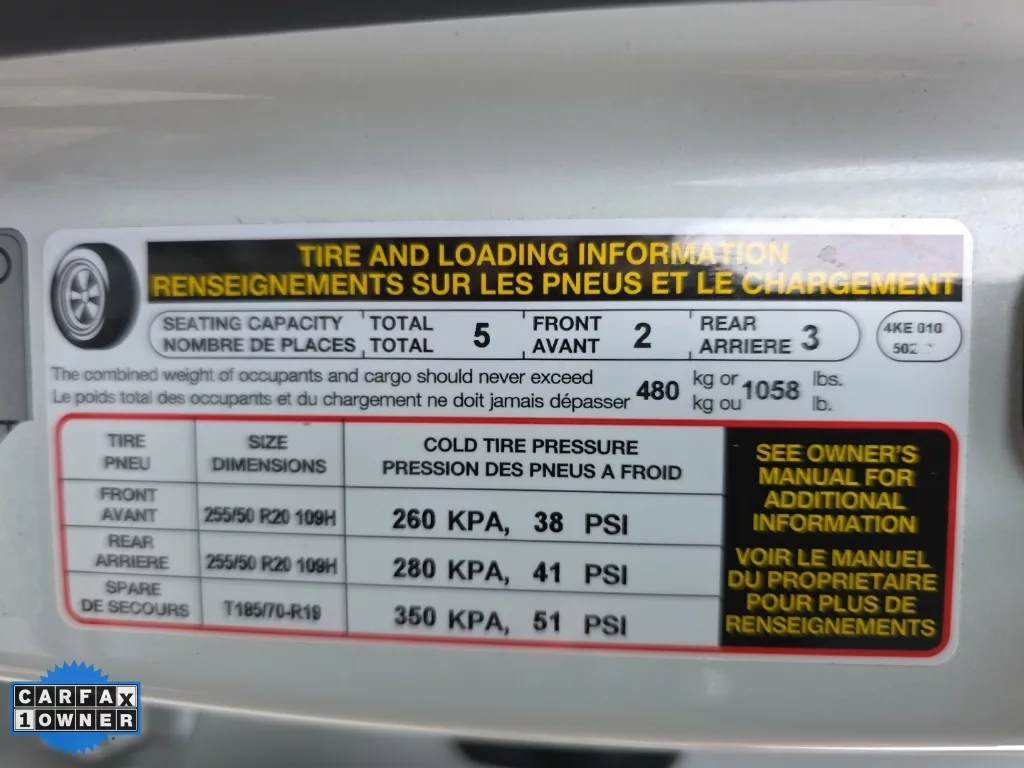 TIRE AND LOADING INFORMATION
RENSEIGNEMENTS SUR LES PNEUS ET LE CHARGEMENT
SEATING CAPACITY TOTAL 5 FRONT 2 REAR 3
NOMBRE DE PLACES TOTAL AVANT ARRIERE
4KE 010
The combined weight of occupants and cargo should never exceed 480 kg or 1058 lbs.
Le poids total des occupants et du chargement ne doit jamais dépasser kg ou lb.
TIRE SIZE COLD TIRE PRESSURE
PNEU DIMENSIONS PRESSION DES PNEUS A FROID
FRONT
AVANT 255/50 R20 109H 260 KPA, 38 PSI
REAR
ARRIERE 255/50 R20 109H 280 KPA, 41 PSI
SPARE
DE SECOURS T185/70-R19 350 KPA, 51 PSI
SEE OWNER'S
MANUAL FOR
ADDITIONAL
INFORMATION
VOIR LE MANUEL
DU PROPRIETAIRE
POUR PLUS DE
RENSEIGNEMENTS
CARFAX
1 OWNER